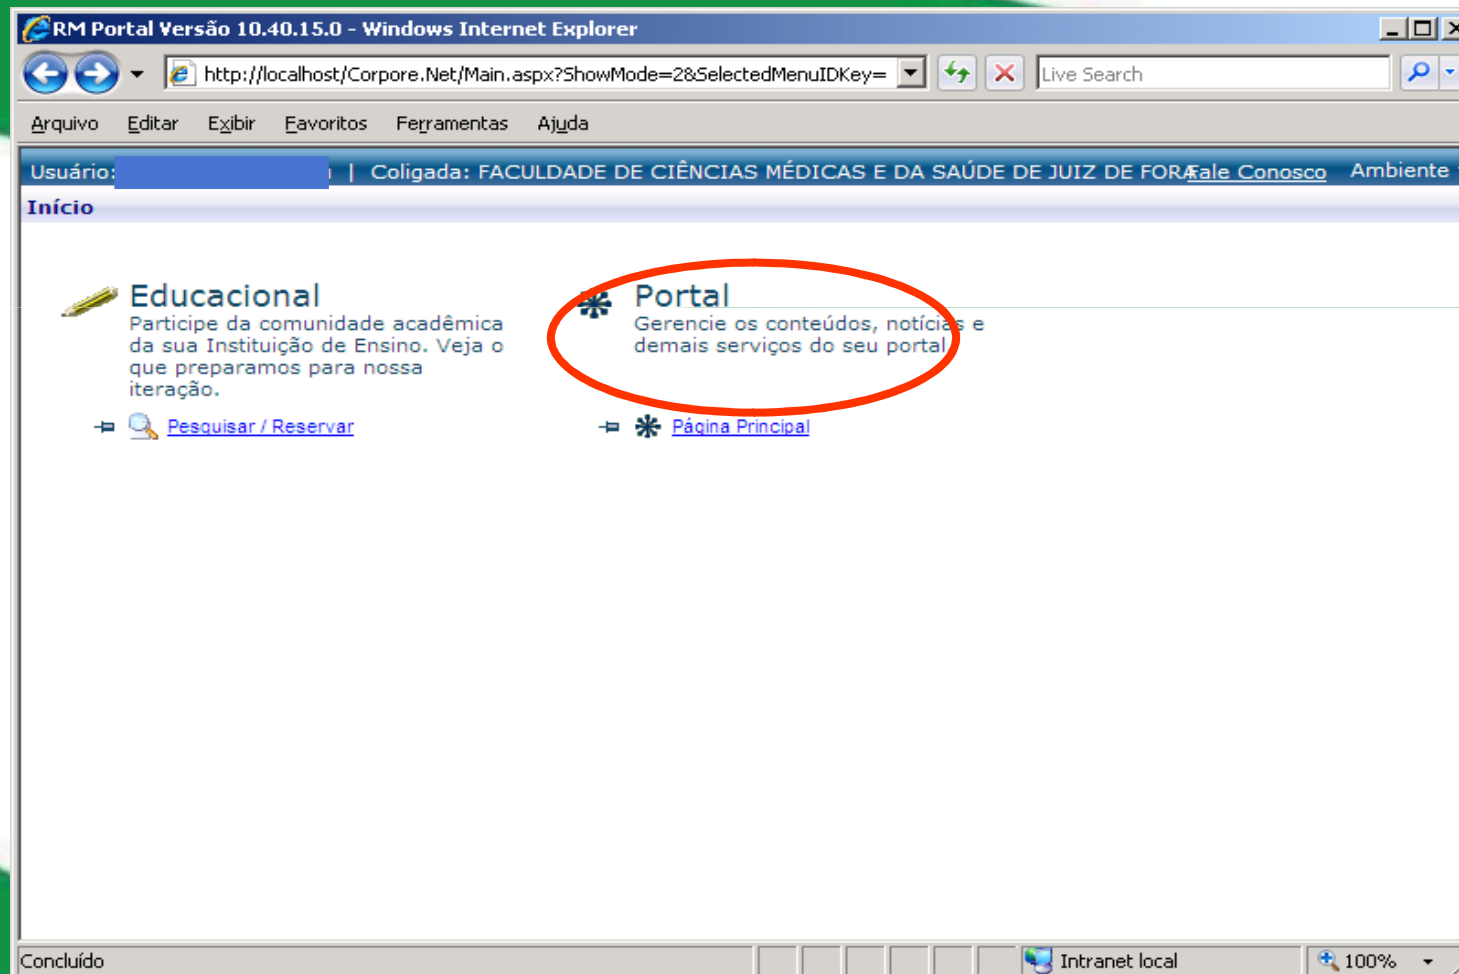 RM Portal Versão 10.40.15.0 - Windows Internet Explorer
http://localhost/Corpore.Net/Main.aspx?ShowMode=2&SelectedMenuIDKey=
Live Search
Arquivo Editar Exibir Favoritos Ferramentas Ajuda
Usuário: | Coligada: FACULDADE DE CIÊNCIAS MÉDICAS E DA SAÚDE DE JUIZ DE FORA Fale Conosco Ambiente
Início
Educacional
Participe da comunidade acadêmica
da sua Instituição de Ensino. Veja o
que preparamos para nossa
iteração.
Pesquisar / Reservar
Portal
Gerencie os conteúdos, notícias e
demais serviços do seu portal.
Página Principal
Concluído
Intranet local
100%